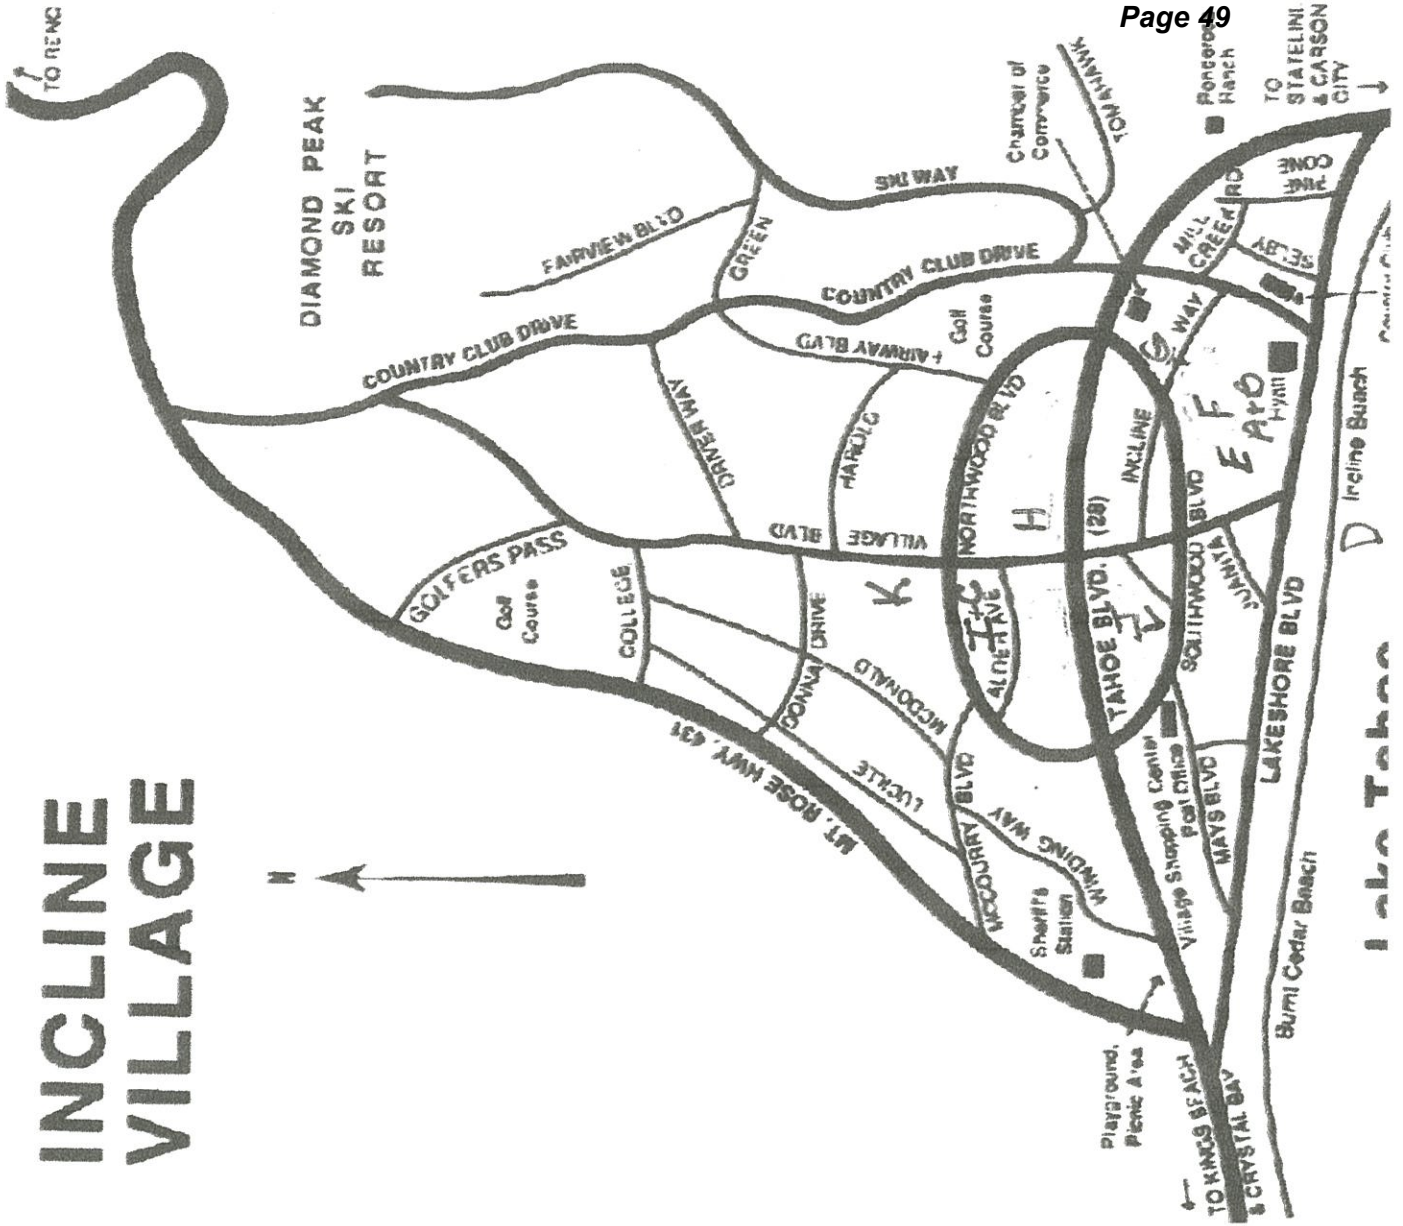 Page 49
INCLINE
VILLAGE
N
DIAMOND PEAK
SKI
RESORT
COUNTRY CLUB DRIVE
FAIRVIEW BLVD
GREEN
SKI WAY
COUNTRY CLUB DRIVE
Chamber of
Commerce
TOMAHAWK
Ranch
TO
& CARSON
CITY
MILL
CREEK RD
PINE
CONE
SELBY
WAY
G
Golf
Course
FAIRWAY BLVD
DRIVER WAY
HAROLD
NORTHWOOD BLVD
H
(28)
INCLINE
E F
A+B
Hyatt
VILLAGE
BLVD
GOLFERS PASS
Golf
Course
COLLEGE
DRIVE
K
I+C
ALDER AVE
TAHOE BLVD.
J
SOUTHWOOD BLVD
JUANITA
D
Incline Beach
LAKESHORE BLVD
MT. ROSE HWY. 431
MCDONALD
LUCILLE
MCCOURRY BLVD
WINDING WAY
Sheriff's
Station
Village Shopping Center
Post Office
MAYS BLVD
Playground,
Picnic Area
Burnt Cedar Beach
TO KINGS BEACH
& CRYSTAL BAY
Lake Tahoe